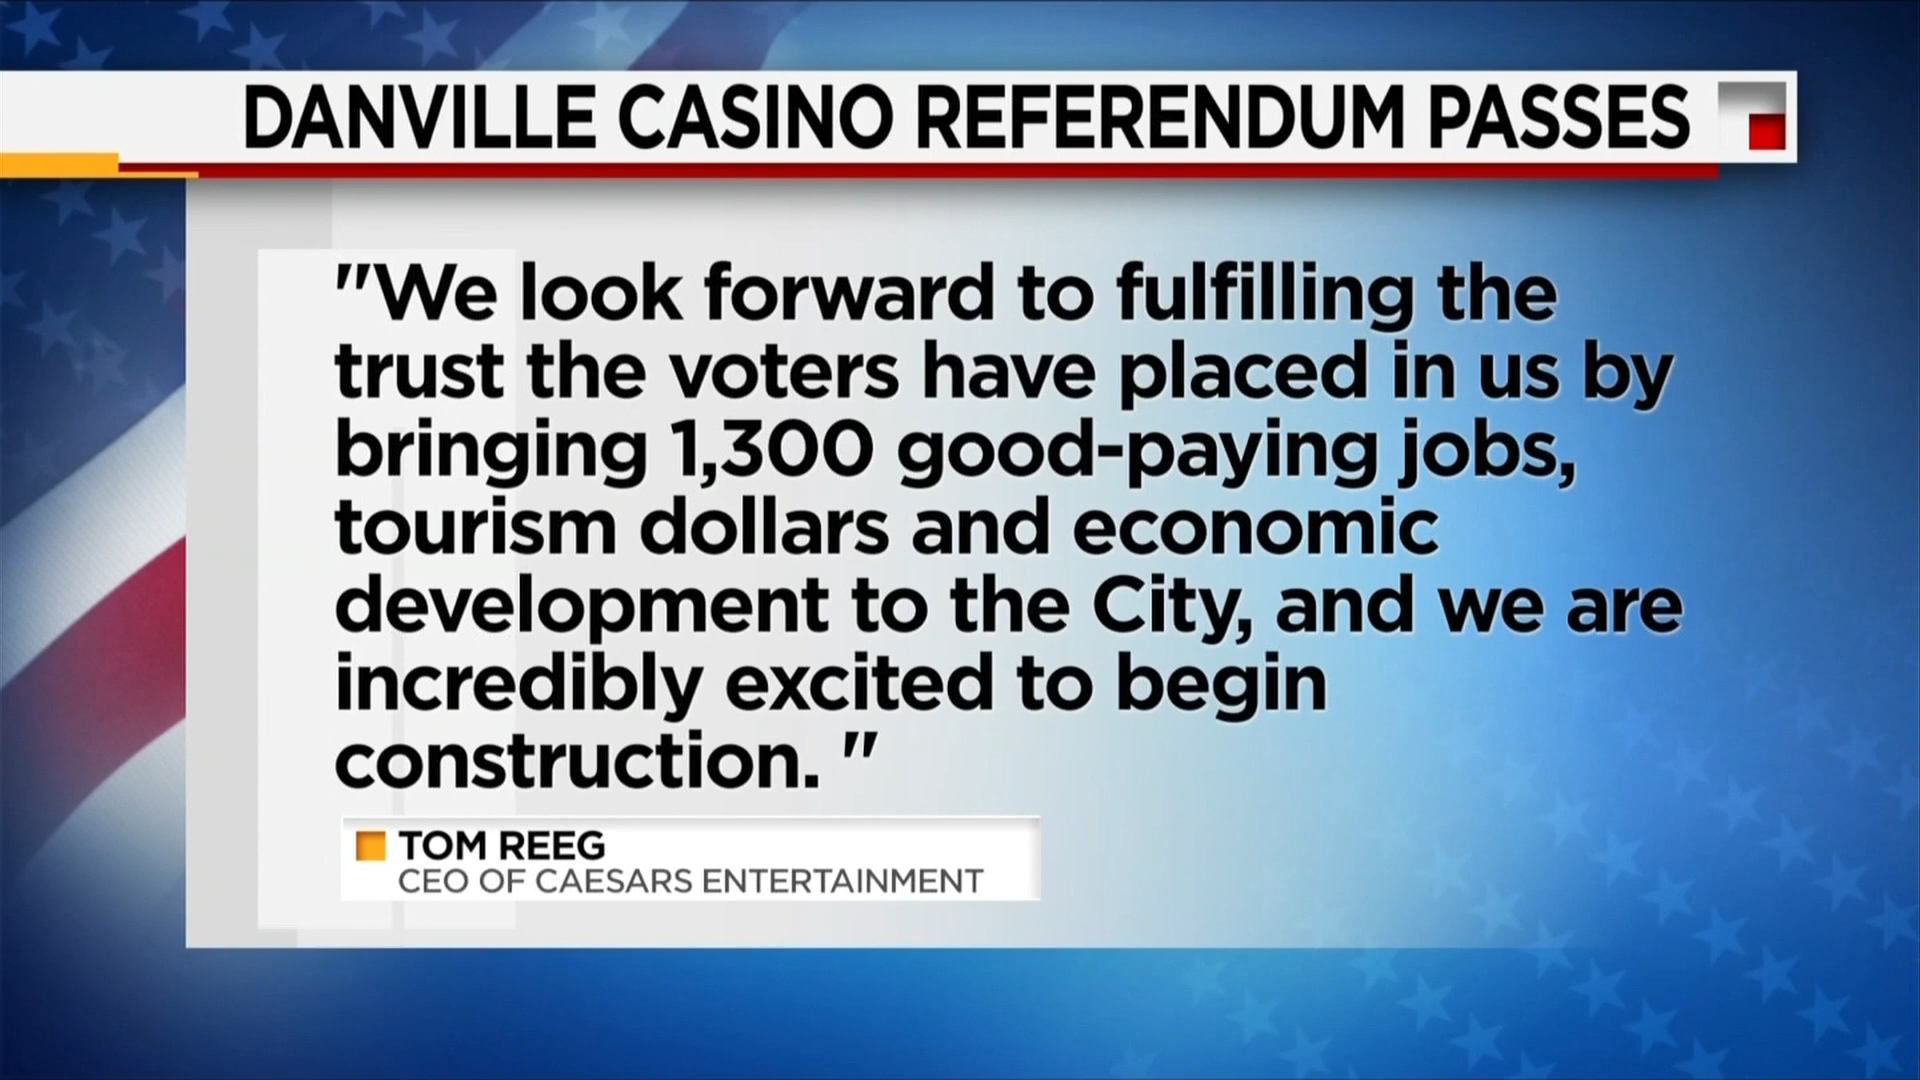 DANVILLE CASINO REFERENDUM PASSES
"We look forward to fulfilling the
trust the voters have placed in us by
bringing 1,300 good-paying jobs,
tourism dollars and economic
development to the City, and we are
incredibly excited to begin
construction. "
TOM REEG
CEO OF CAESARS ENTERTAINMENT